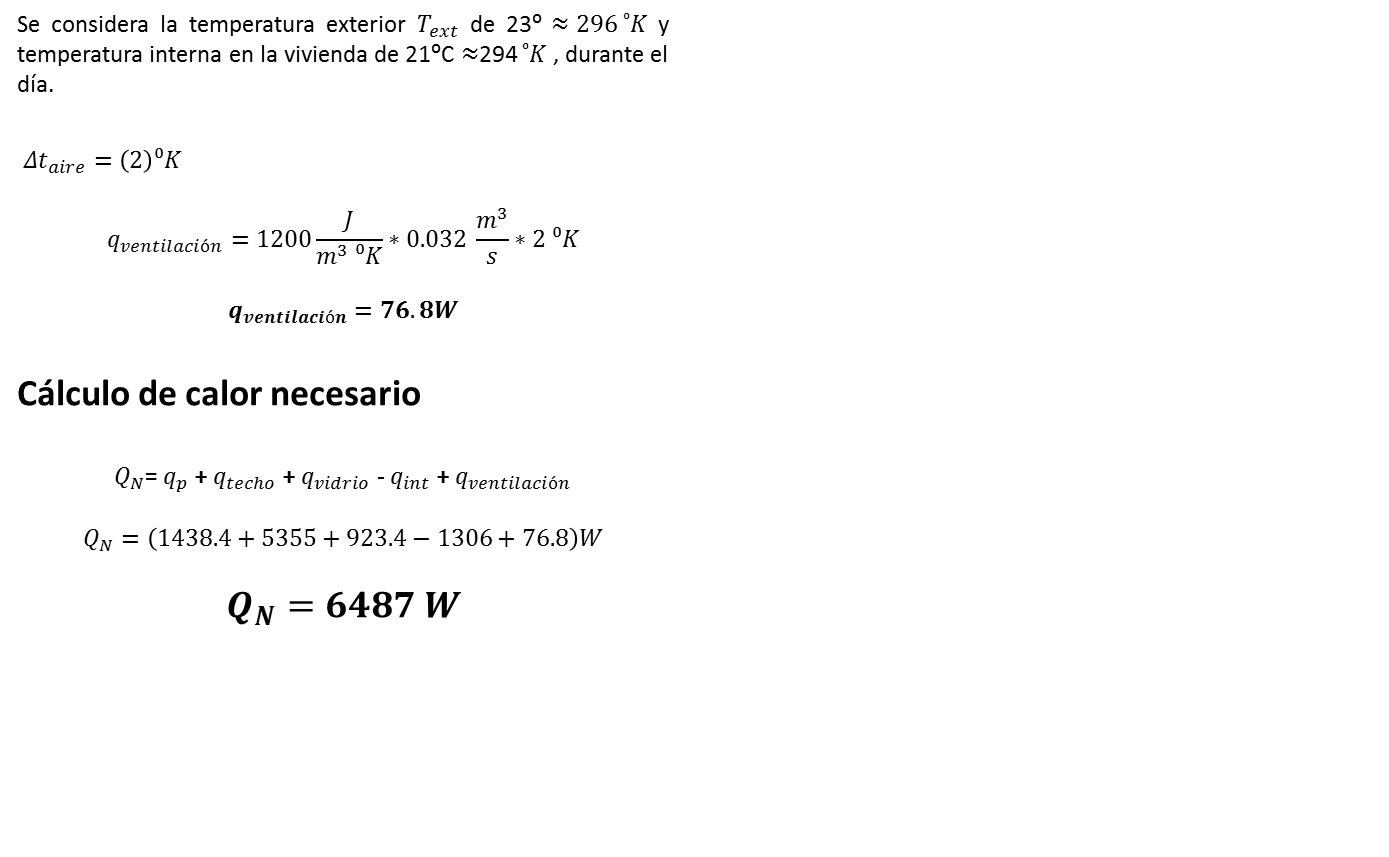 Se considera la temperatura exterior T_ext de 23º ≈ 296 °K y
temperatura interna en la vivienda de 21ºC ≈294 °K , durante el
día.
Δt_aire = (2)⁰K
q_ventilación = 1200 J/(m³ ⁰K) * 0.032 m³/s * 2 ⁰K
q_ventilación = 76.8W
Cálculo de calor necesario
Q_N= q_p + q_techo + q_vidrio - q_int + q_ventilación
Q_N = (1438.4 + 5355 + 923.4 − 1306 + 76.8)W
Q_N = 6487 W